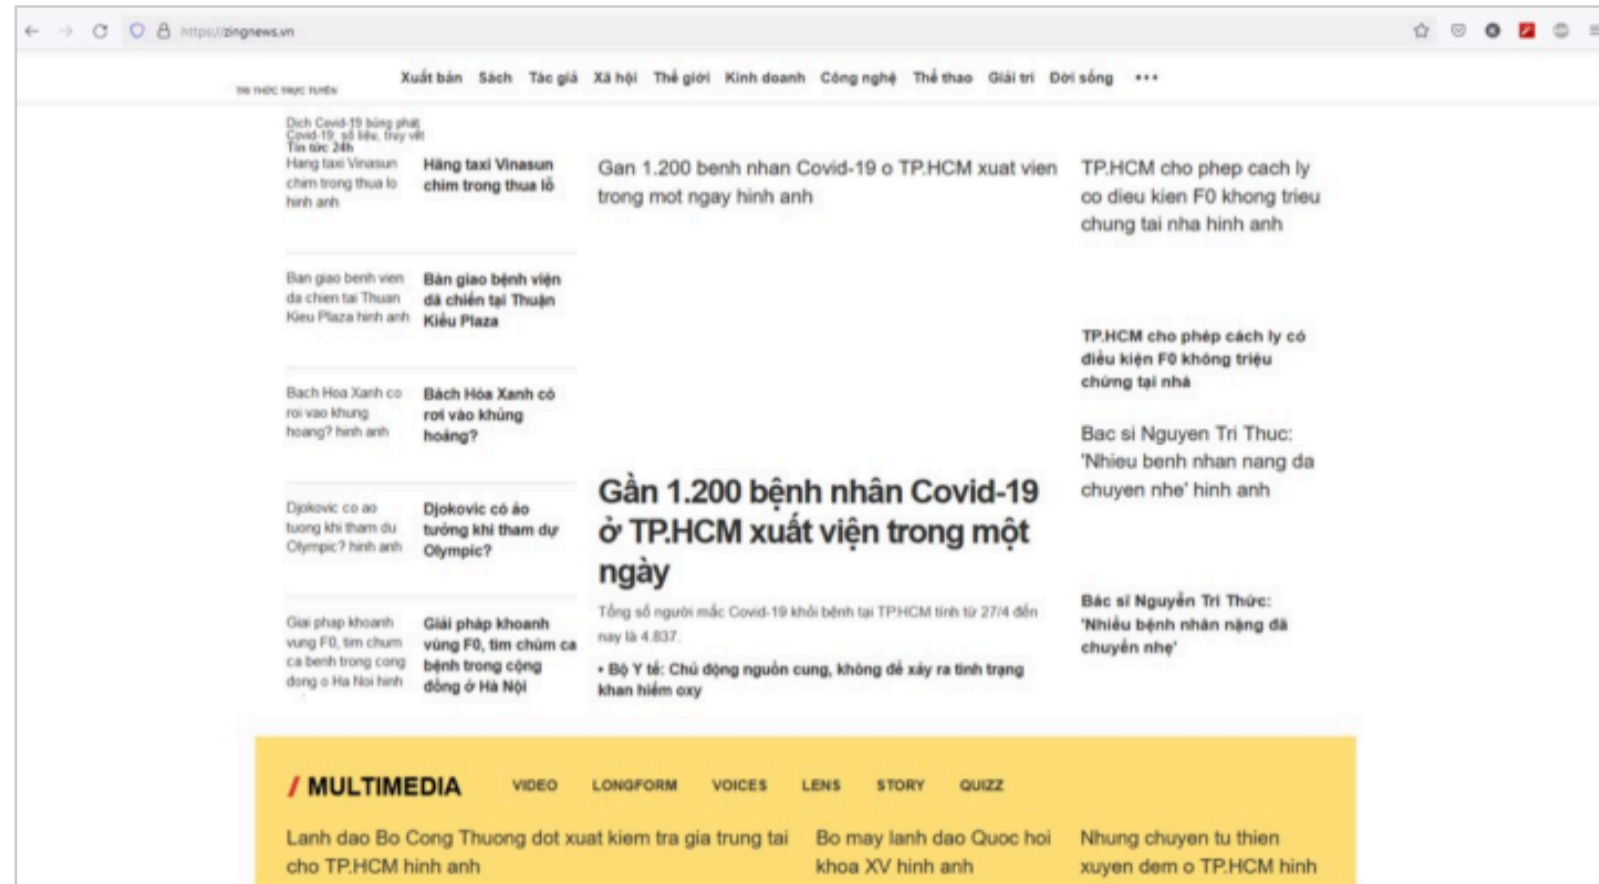 https://zingnews.vn
TRI THỨC TRỰC TUYẾN
Xuất bản Sách Tác giả Xã hội Thế giới Kinh doanh Công nghệ Thể thao Giải trí Đời sống •••
Dịch Covid-19 bùng phát
Covid-19: số liệu, truy vết
Tin tức 24h
Hang taxi Vinasun
chim trong thua lo
hinh anh
Hãng taxi Vinasun
chìm trong thua lỗ
Ban giao benh vien
da chien tai Thuan
Kieu Plaza hinh anh
Bàn giao bệnh viện
dã chiến tại Thuận
Kiều Plaza
Bach Hoa Xanh co
roi vao khung
hoang? hinh anh
Bách Hóa Xanh có
rơi vào khủng
hoảng?
Djokovic co ao
tuong khi tham du
Olympic? hinh anh
Djokovic có ảo
tưởng khi tham dự
Olympic?
Giai phap khoanh
vung F0, tim chum
ca benh trong cong
dong o Ha Noi hinh
Giải pháp khoanh
vùng F0, tìm chùm ca
bệnh trong cộng
đồng ở Hà Nội
Gan 1.200 benh nhan Covid-19 o TP.HCM xuat vien
trong mot ngay hinh anh
Gần 1.200 bệnh nhân Covid-19
ở TP.HCM xuất viện trong một
ngày
Tổng số người mắc Covid-19 khỏi bệnh tại TP.HCM tính từ 27/4 đến
nay là 4.837.
• Bộ Y tế: Chủ động nguồn cung, không để xảy ra tình trạng
khan hiếm oxy
TP.HCM cho phep cach ly
co dieu kien F0 khong trieu
chung tai nha hinh anh
TP.HCM cho phép cách ly có
điều kiện F0 không triệu
chứng tại nhà
Bac si Nguyen Tri Thuc:
'Nhieu benh nhan nang da
chuyen nhe' hinh anh
Bác sĩ Nguyễn Tri Thức:
'Nhiều bệnh nhân nặng đã
chuyển nhẹ'
/ MULTIMEDIA VIDEO LONGFORM VOICES LENS STORY QUIZZ
Lanh dao Bo Cong Thuong dot xuat kiem tra gia trung tai
cho TP.HCM hinh anh
Bo may lanh dao Quoc hoi
khoa XV hinh anh
Nhung chuyen tu thien
xuyen dem o TP.HCM hinh